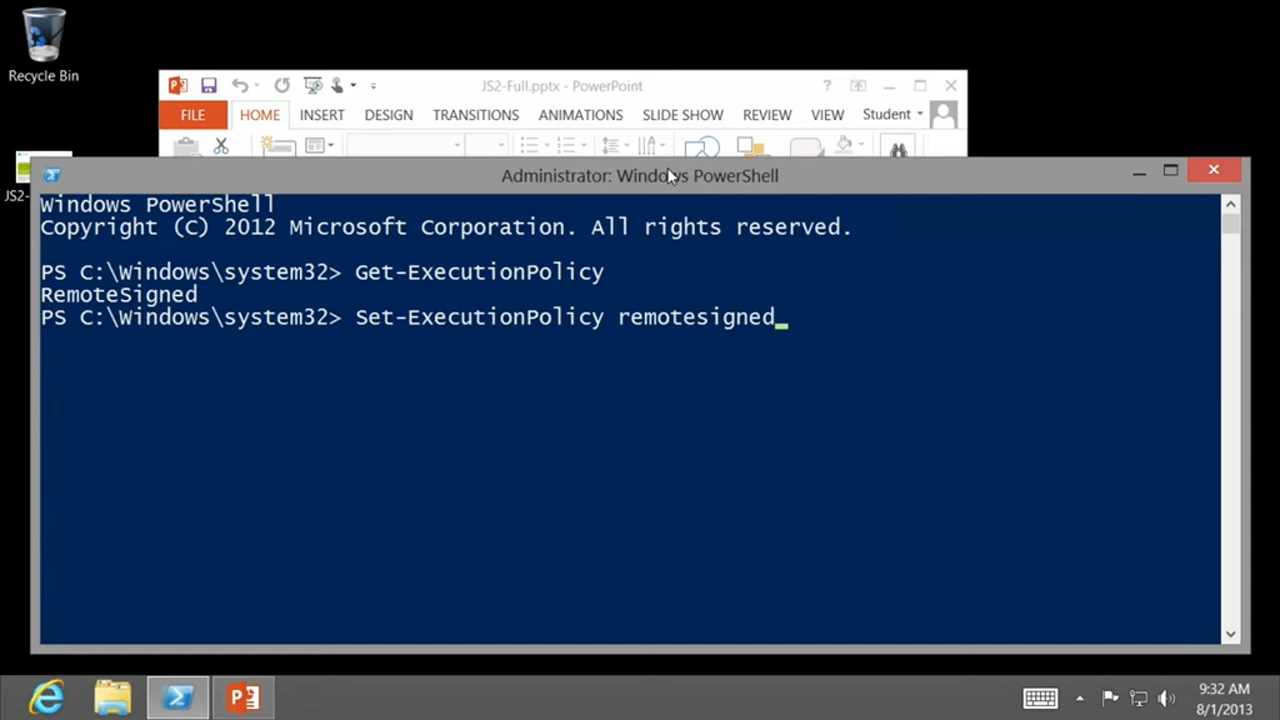 Recycle Bin
JS2-Full.pptx - PowerPoint
?
FILE HOME INSERT DESIGN TRANSITIONS ANIMATIONS SLIDE SHOW REVIEW VIEW Student
JS2-
Administrator: Windows PowerShell
Windows PowerShell
Copyright (C) 2012 Microsoft Corporation. All rights reserved.
PS C:\Windows\system32> Get-ExecutionPolicy
RemoteSigned
PS C:\Windows\system32> Set-ExecutionPolicy remotesigned_
9:32 AM
8/1/2013